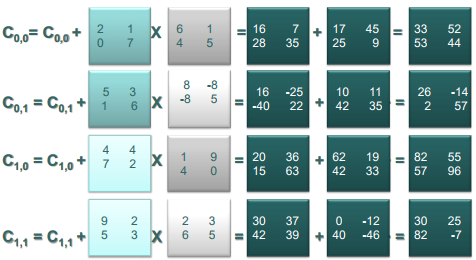 C0,0= C0,0 + 2 1 X 6 1 = 16 7 + 17 45 = 33 52
0 7 4 5 28 35 25 9 53 44
C0,1 = C0,1 + 5 3 X 8 -8 = 16 -25 + 10 11 = 26 -14
1 6 -8 5 -40 22 42 35 2 57
C1,0 = C1,0 + 4 4 X 1 9 = 20 36 + 62 19 = 82 55
7 2 4 0 15 63 42 33 57 96
C1,1 = C1,1 + 9 2 X 2 3 = 30 37 + 0 -12 = 30 25
5 3 6 5 42 39 40 -46 82 -7